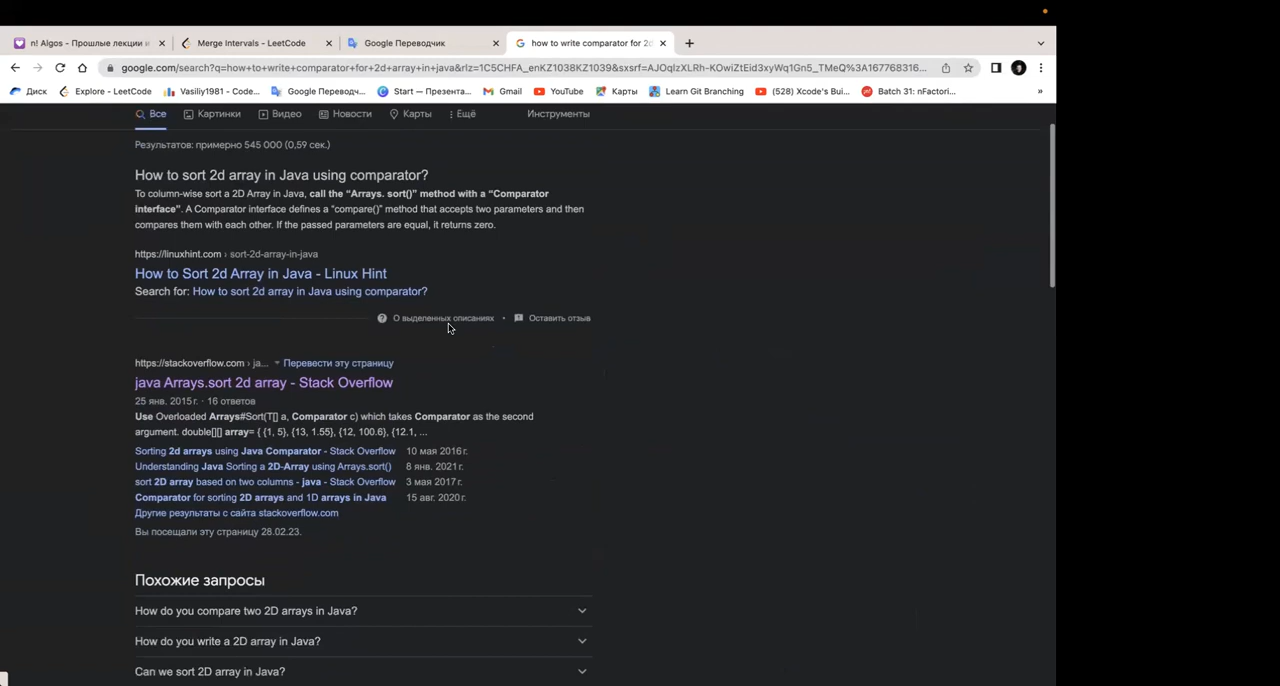 n! Algos - Прошлые лекции и
Merge Intervals - LeetCode
Google Переводчик
how to write comparator for 2d
google.com/search?q=how+to+write+comparator+for+2d+array+in+java&rlz=1C5CHFA_enKZ1038KZ1039&sxsrf=AJOqlzXLRh-KOwiZtEid3xyWq1Gn5_TMeQ%3A167768316...
Диск
Explore - LeetCode
Vasiliy1981 - Code...
Google Переводч...
Start — Презента...
Gmail
YouTube
Карты
Learn Git Branching
(528) Xcode's Bui...
Batch 31: nFactori...
»
Все
Картинки
Видео
Новости
Карты
Ещё
Инструменты
Результатов: примерно 545 000 (0,59 сек.)
How to sort 2d array in Java using comparator?
To column-wise sort a 2D Array in Java, call the “Arrays. sort()” method with a “Comparator
interface”. A Comparator interface defines a “compare()” method that accepts two parameters and then
compares them with each other. If the passed parameters are equal, it returns zero.
https://linuxhint.com › sort-2d-array-in-java
How to Sort 2d Array in Java - Linux Hint
Search for: How to sort 2d array in Java using comparator?
О выделенных описаниях • Оставить отзыв
https://stackoverflow.com › ja... Перевести эту страницу
java Arrays.sort 2d array - Stack Overflow
25 янв. 2015 г. · 16 ответов
Use Overloaded Arrays#Sort(T[] a, Comparator c) which takes Comparator as the second
argument. double[][] array= { {1, 5}, {13, 1.55}, {12, 100.6}, {12.1, ...
Sorting 2d arrays using Java Comparator - Stack Overflow 10 мая 2016 г.
Understanding Java Sorting a 2D-Array using Arrays.sort() 8 янв. 2021 г.
sort 2D array based on two columns - java - Stack Overflow 3 мая 2017 г.
Comparator for sorting 2D arrays and 1D arrays in Java 15 авг. 2020 г.
Другие результаты с сайта stackoverflow.com
Вы посещали эту страницу 28.02.23.
Похожие запросы
How do you compare two 2D arrays in Java?
How do you write a 2D array in Java?
Can we sort 2D array in Java?